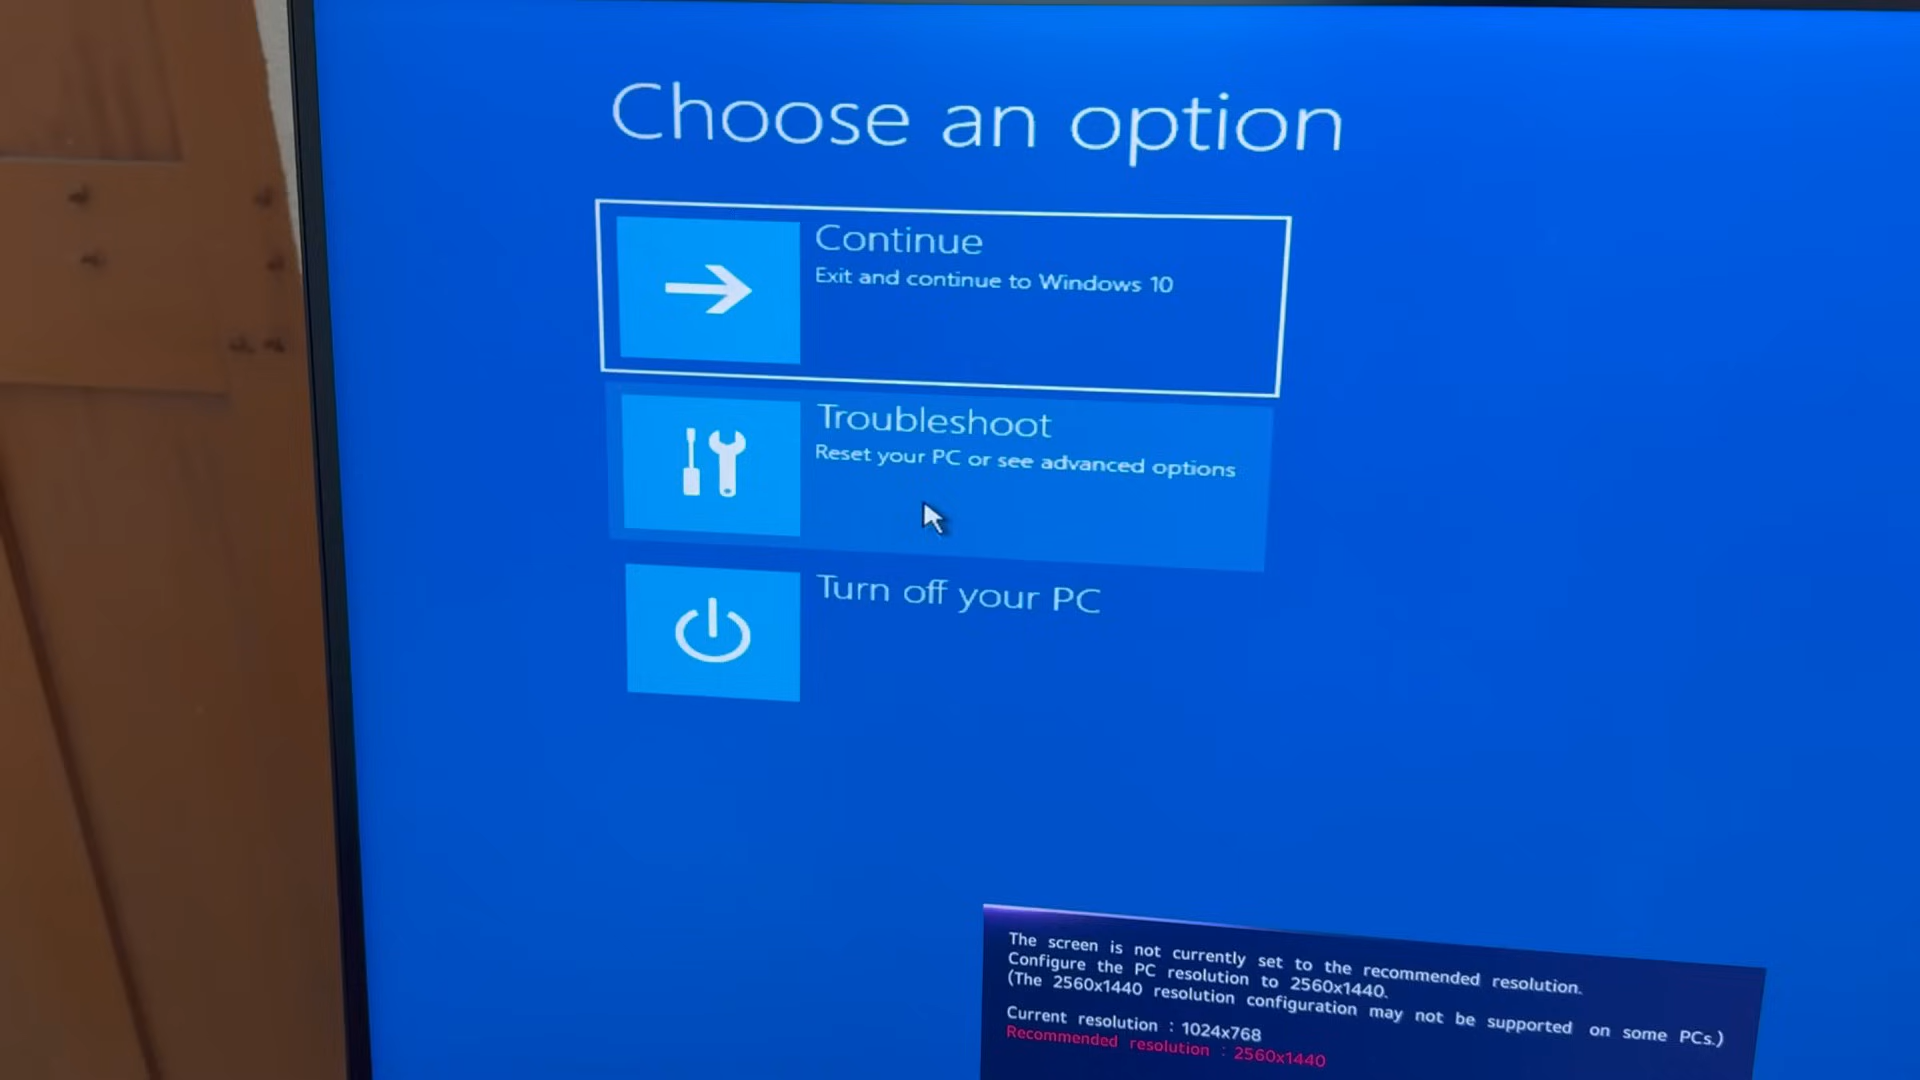 Choose an option
Continue
Exit and continue to Windows 10
Troubleshoot
Reset your PC or see advanced options
Turn off your PC
The screen is not currently set to the recommended resolution.
Configure the PC resolution to 2560x1440.
(The 2560x1440 resolution configuration may not be supported on some PCs.)
Current resolution : 1024x768
Recommended resolution : 2560x1440